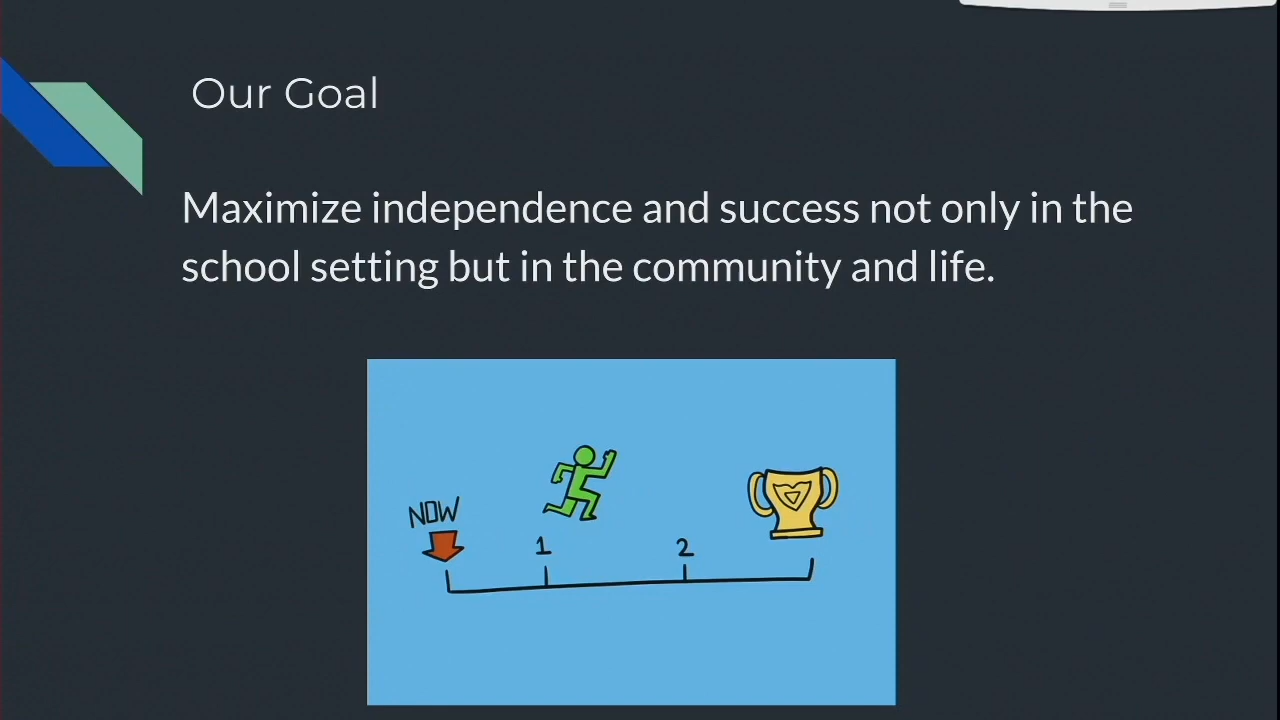 Our Goal
Maximize independence and success not only in the
school setting but in the community and life.
NOW
1
2